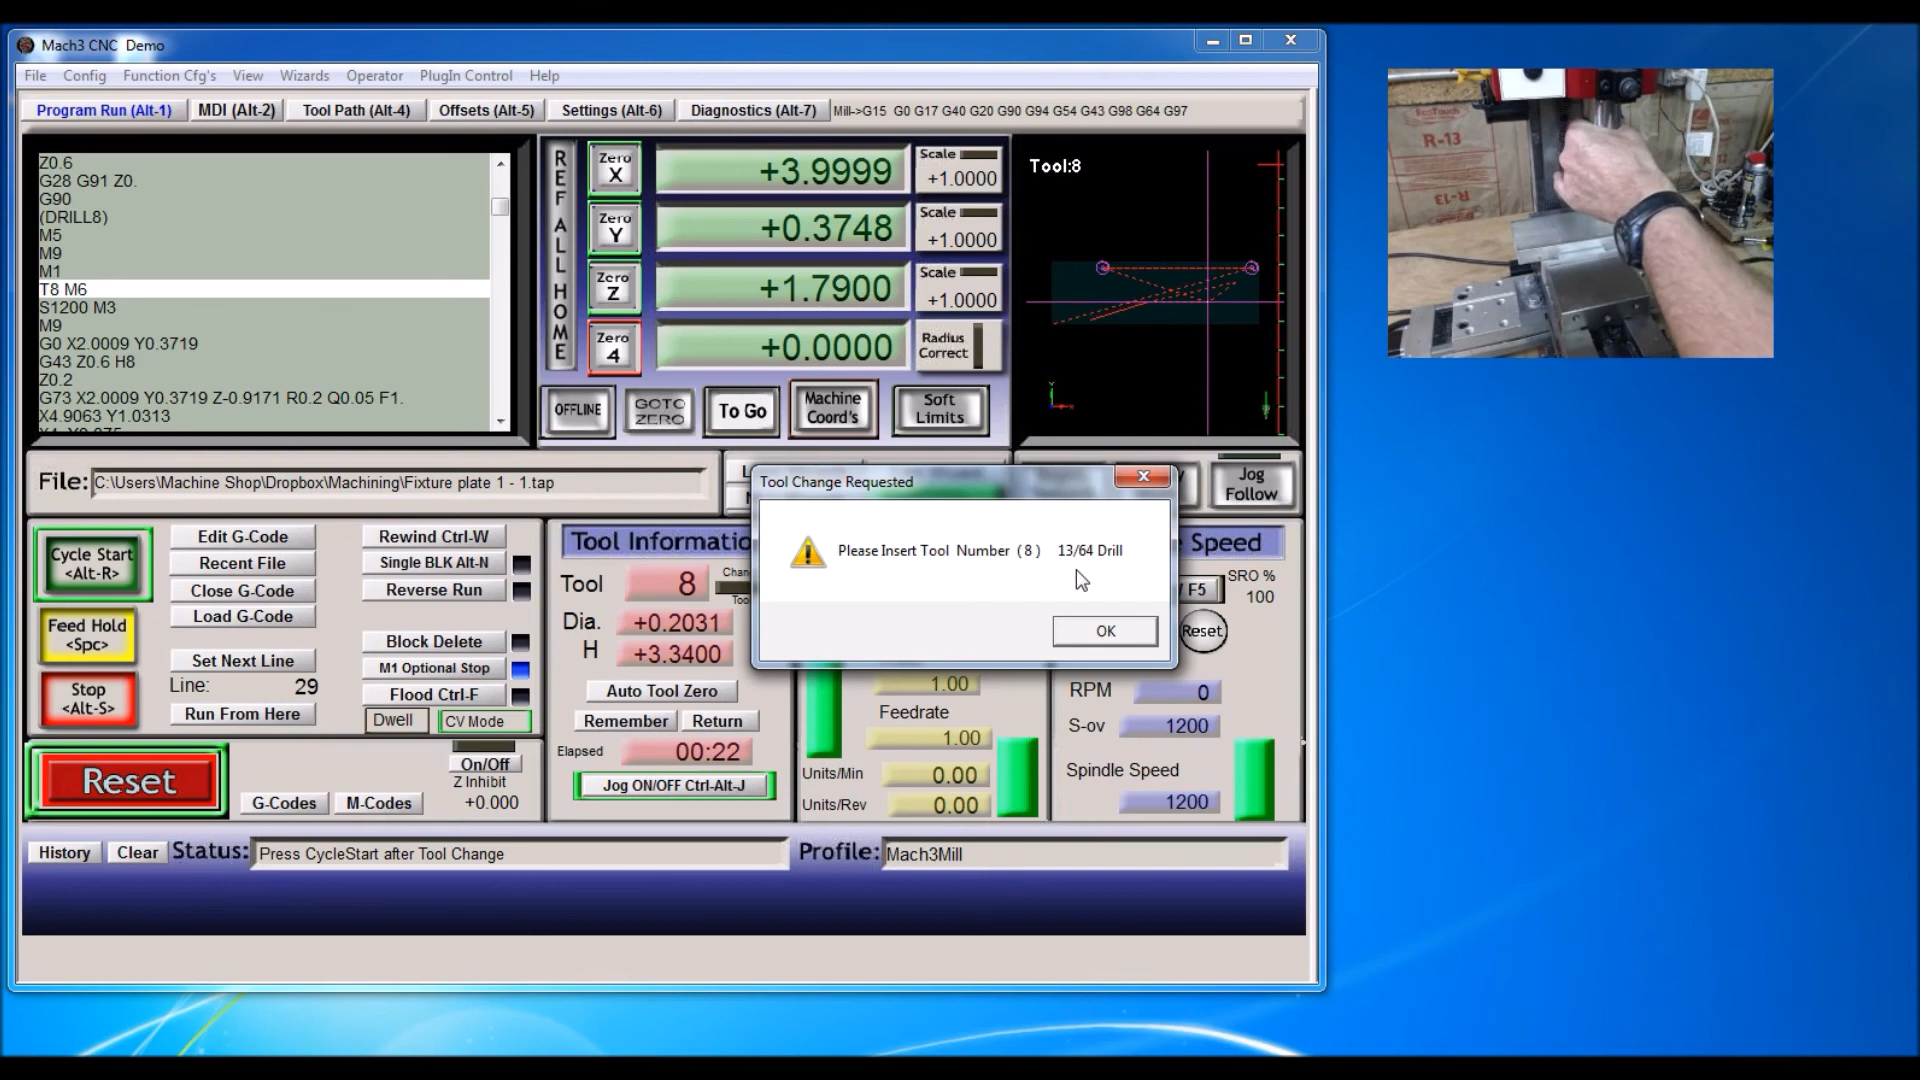 Mach3 CNC Demo
File Config Function Cfg's View Wizards Operator PlugIn Control Help
Program Run (Alt-1) MDI (Alt-2) Tool Path (Alt-4) Offsets (Alt-5) Settings (Alt-6) Diagnostics (Alt-7) Mill->G15 G0 G17 G40 G20 G90 G94 G54 G43 G98 G64 G97
Z0.6
G28 G91 Z0.
G90
(DRILL8)
M5
M9
M1
T8 M6
S1200 M3
M9
G0 X2.0009 Y0.3719
G43 Z0.6 H8
Z0.2
G73 X2.0009 Y0.3719 Z-0.9171 R0.2 Q0.05 F1.
X4.9063 Y1.0313
REF ALL HOME
Zero X +3.9999 Scale +1.0000
Zero Y +0.3748 Scale +1.0000
Zero Z +1.7900 Scale +1.0000
Zero 4 +0.0000 Radius Correct
OFFLINE GOTO ZERO To Go Machine Coord's Soft Limits
Tool:8
R-13
File: C:\Users\Machine Shop\Dropbox\Machining\Fixture plate 1 - 1.tap
Jog Follow
Tool Change Requested
Please Insert Tool Number (8) 13/64 Drill
OK
Cycle Start <Alt-R>
Feed Hold <Spc>
Stop <Alt-S>
Edit G-Code
Recent File
Close G-Code
Load G-Code
Set Next Line
Line: 29
Run From Here
Rewind Ctrl-W
Single BLK Alt-N
Reverse Run
Block Delete
M1 Optional Stop
Flood Ctrl-F
Dwell CV Mode
Reset
G-Codes M-Codes
On/Off
Z Inhibit
+0.000
Tool 8
Dia. +0.2031
H +3.3400
Auto Tool Zero
Remember Return
Elapsed 00:22
Jog ON/OFF Ctrl-Alt-J
1.00
Feedrate
1.00
Units/Min 0.00
Units/Rev 0.00
Speed
F5
SRO % 100
Reset
RPM 0
S-ov 1200
Spindle Speed
1200
History Clear Status: Press CycleStart after Tool Change Profile: Mach3Mill